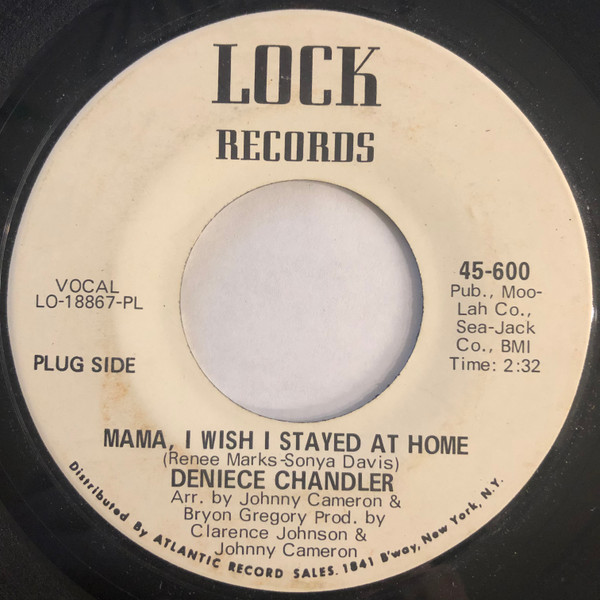 LOCK
RECORDS
VOCAL
LO-18867-PL
PLUG SIDE
45-600
Pub., Moo-
Lah Co.,
Sea-Jack
Co., BMI
Time: 2:32
MAMA, I WISH I STAYED AT HOME
(Renee Marks-Sonya Davis)
DENIECE CHANDLER
Arr. by Johnny Cameron &
Bryon Gregory Prod. by
Clarence Johnson &
Johnny Cameron
Distributed By ATLANTIC RECORD SALES. 1841 B'way, New York, N.Y.